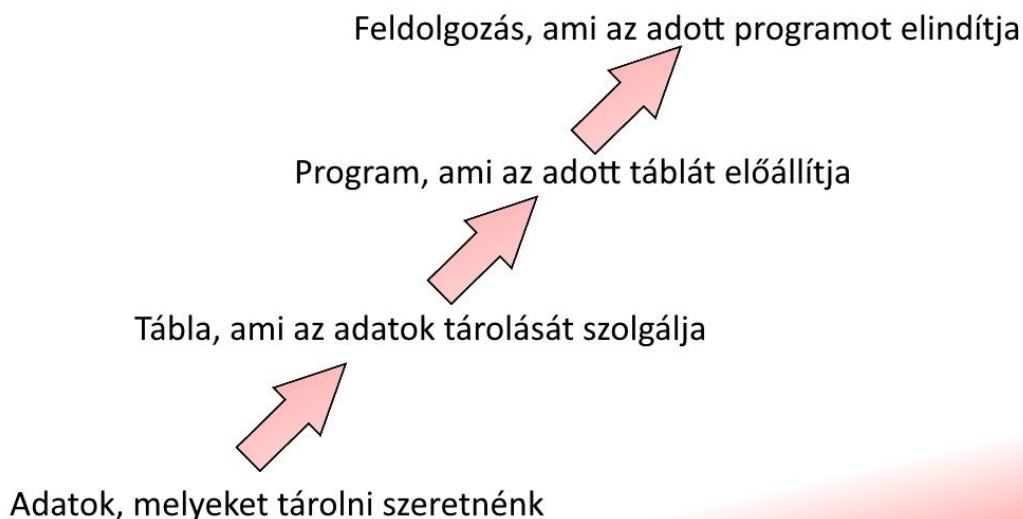 Feldolgozás, ami az adott programot elindítja
Program, ami az adott táblát előállítja
Tábla, ami az adatok tárolását szolgálja
Adatok, melyeket tárolni szeretnénk